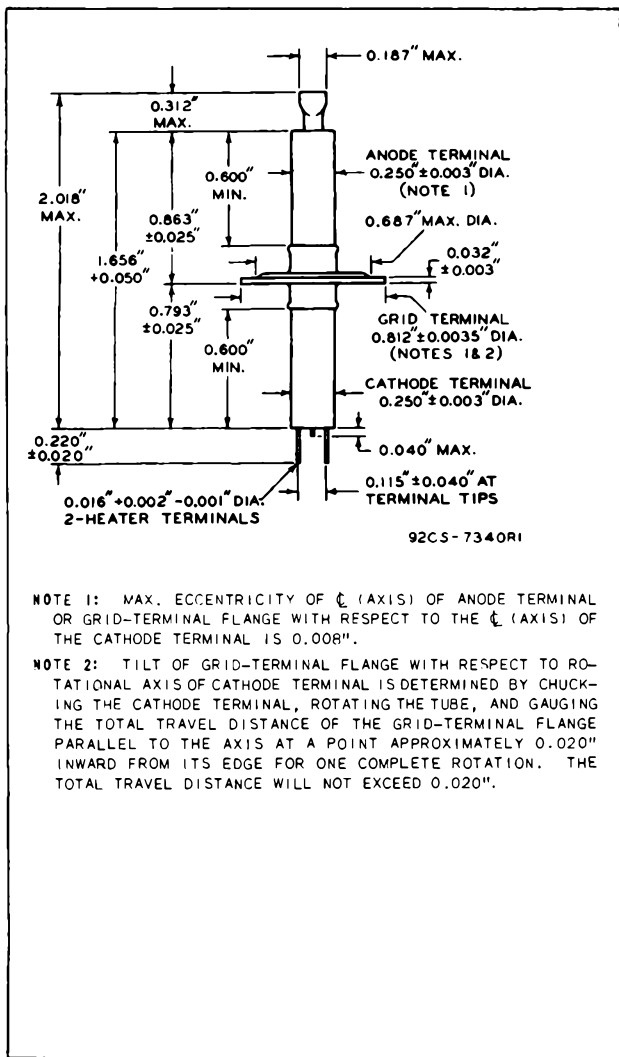 0.187" MAX.
0.312"
MAX.
ANODE TERMINAL
0.250"±0.003" DIA.
(NOTE 1)
0.600"
MIN.
2.018"
MAX.
0.863"
±0.025"
0.687" MAX. DIA.
0.032"
±0.003"
1.656"
+0.050"
0.793"
±0.025"
GRID TERMINAL
0.812"±0.0035" DIA.
(NOTES 1 & 2)
0.600"
MIN.
CATHODE TERMINAL
0.250"±0.003" DIA.
0.220"
±0.020"
0.040" MAX.
0.016"+0.002"-0.001" DIA.
2-HEATER TERMINALS
0.115"±0.040" AT
TERMINAL TIPS
92CS-7340R1
NOTE 1: MAX. ECCENTRICITY OF ℄ (AXIS) OF ANODE TERMINAL
OR GRID-TERMINAL FLANGE WITH RESPECT TO THE ℄ (AXIS) OF
THE CATHODE TERMINAL IS 0.008".
NOTE 2: TILT OF GRID-TERMINAL FLANGE WITH RESPECT TO RO-
TATIONAL AXIS OF CATHODE TERMINAL IS DETERMINED BY CHUCK-
ING THE CATHODE TERMINAL, ROTATING THE TUBE, AND GAUGING
THE TOTAL TRAVEL DISTANCE OF THE GRID-TERMINAL FLANGE
PARALLEL TO THE AXIS AT A POINT APPROXIMATELY 0.020"
INWARD FROM ITS EDGE FOR ONE COMPLETE ROTATION. THE
TOTAL TRAVEL DISTANCE WILL NOT EXCEED 0.020".